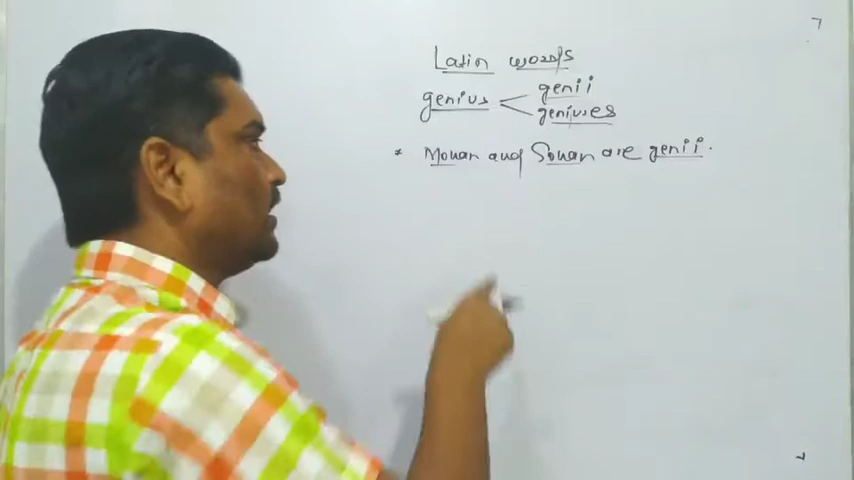 Latin words
genius < genii
geniuses
* Mohan and Sohan are genii.